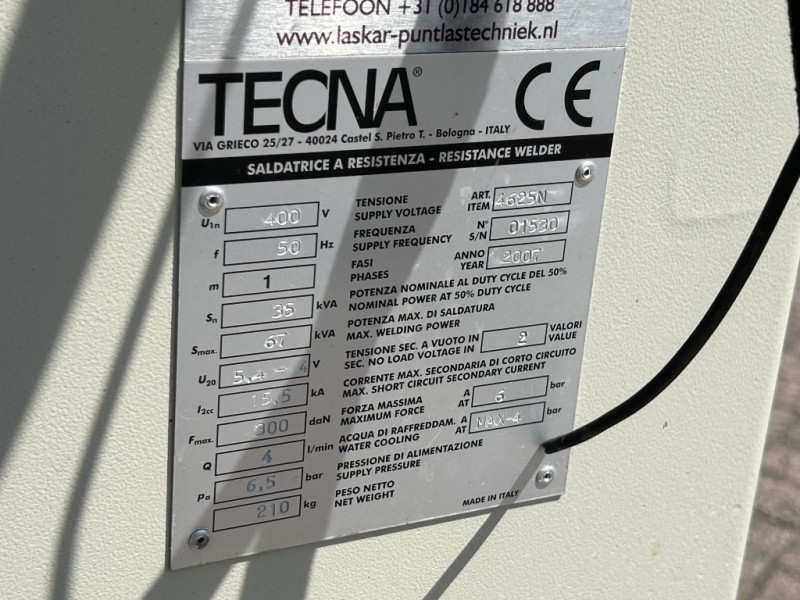 TELEFOON +31 (0)184 618 888
www.laskar-puntlastechniek.nl
TECNA® CE
VIA GRIECO 25/27 - 40024 Castel S. Pietro T. - Bologna - ITALY
SALDATRICE A RESISTENZA - RESISTANCE WELDER
U1n 400 V TENSIONE SUPPLY VOLTAGE ART. ITEM 4625N
f 50 Hz FREQUENZA SUPPLY FREQUENCY N° S/N 01530
m 1 FASI PHASES ANNO YEAR 2007
Sn 35 kVA POTENZA NOMINALE AL DUTY CYCLE DEL 50% NOMINAL POWER AT 50% DUTY CYCLE
Smax. 67 kVA POTENZA MAX. DI SALDATURA MAX. WELDING POWER
U20 5.4 - 4 V TENSIONE SEC. A VUOTO IN SEC. NO LOAD VOLTAGE IN 2 VALORI VALUE
I2cc 15,5 kA CORRENTE MAX. SECONDARIA DI CORTO CIRCUITO MAX. SHORT CIRCUIT SECONDARY CURRENT
Fmax. 300 daN FORZA MASSIMA MAXIMUM FORCE A AT 6 bar
Q 4 l/min ACQUA DI RAFFREDDAM. WATER COOLING A AT MAX-4 bar
Pa 6,5 bar PRESSIONE DI ALIMENTAZIONE SUPPLY PRESSURE
210 kg PESO NETTO NET WEIGHT
MADE IN ITALY